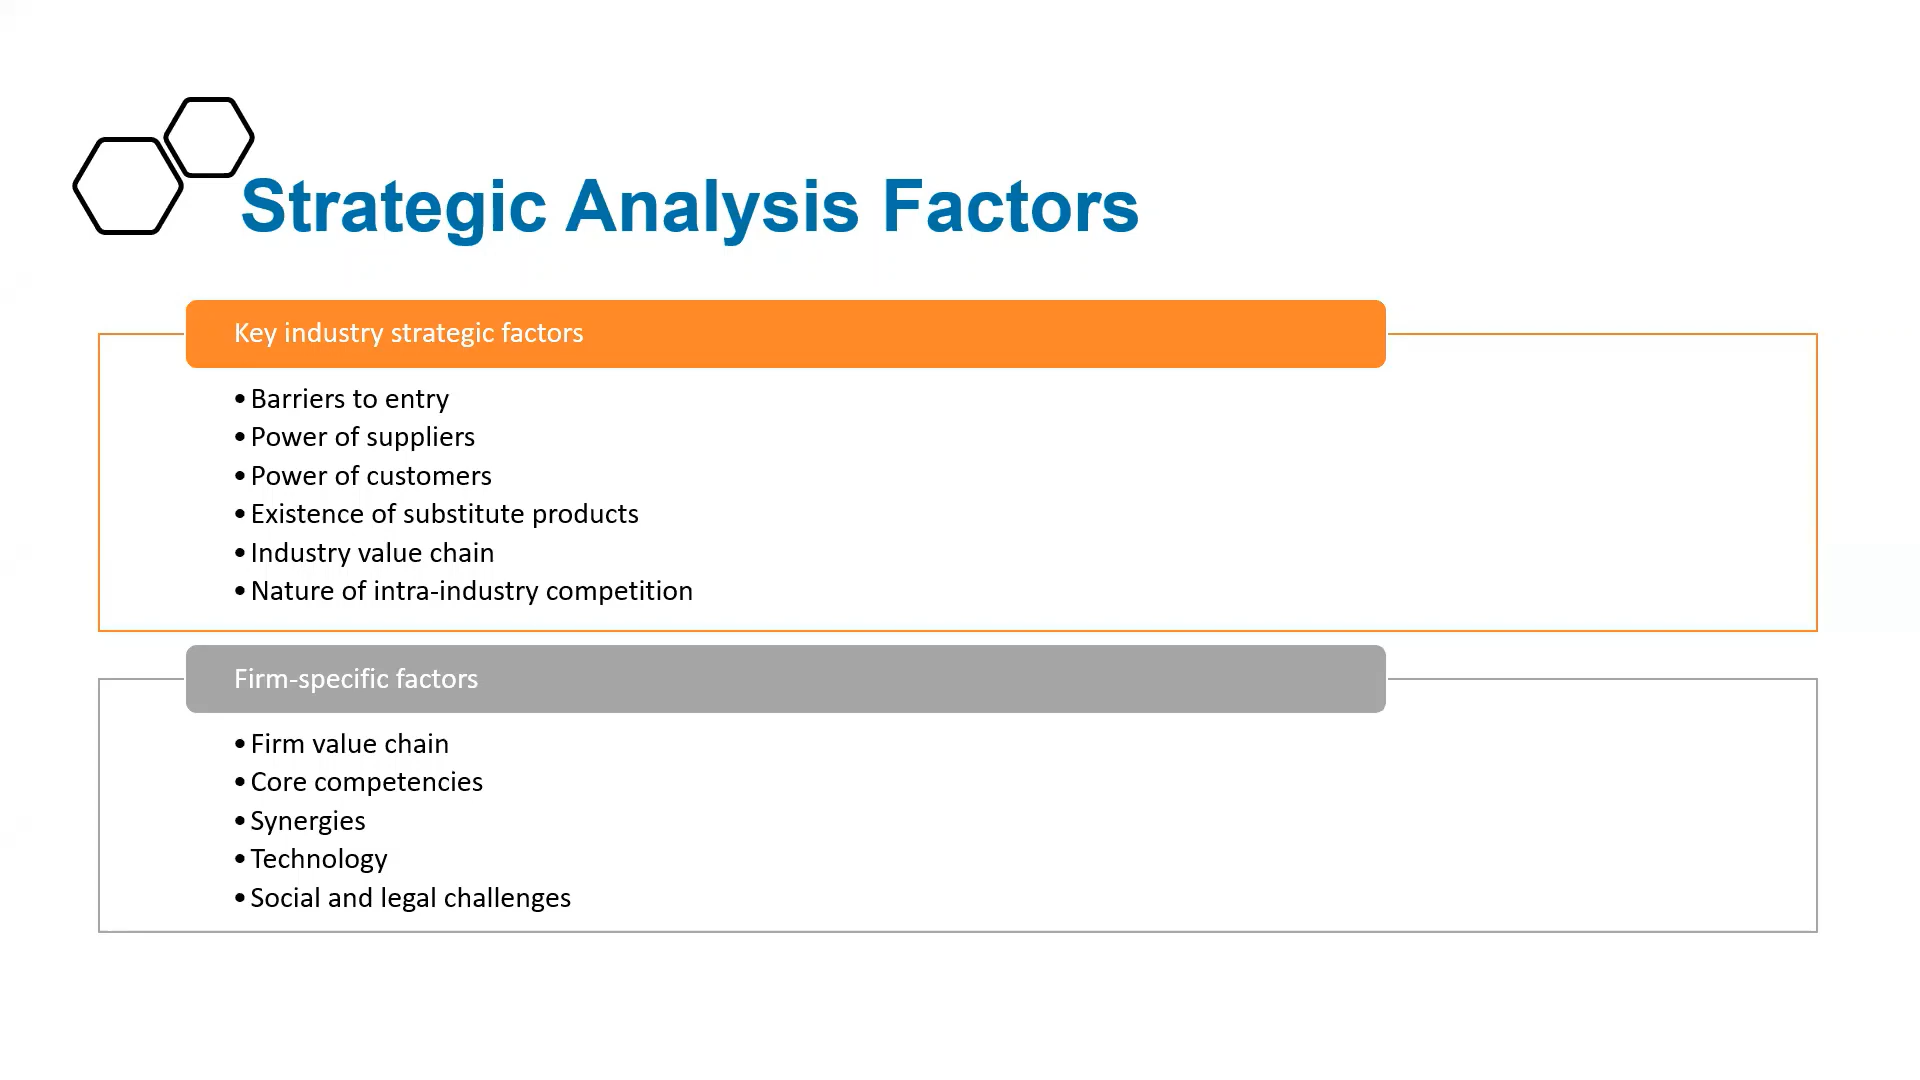 Strategic Analysis Factors
Key industry strategic factors
•Barriers to entry
•Power of suppliers
•Power of customers
•Existence of substitute products
•Industry value chain
•Nature of intra-industry competition
Firm-specific factors
•Firm value chain
•Core competencies
•Synergies
•Technology
•Social and legal challenges